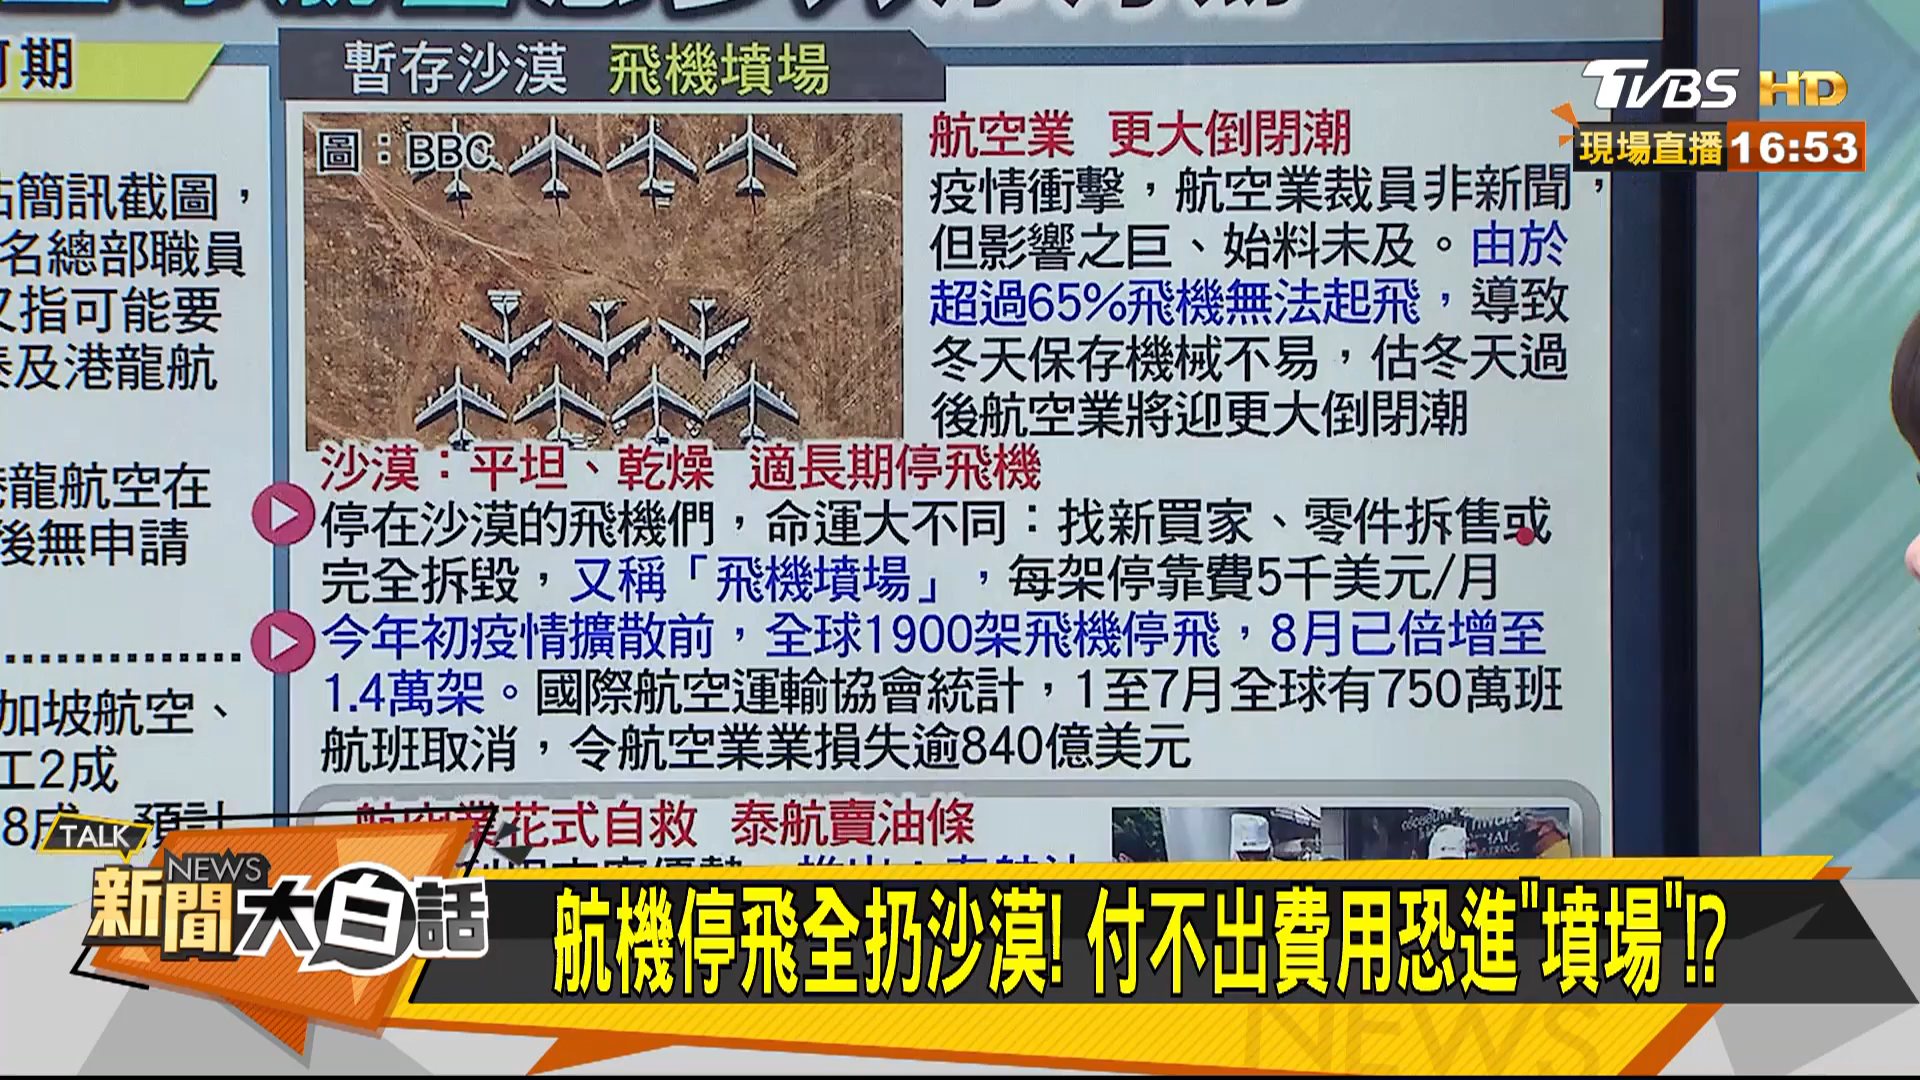 期
暫存沙漠 飛機墳場
TVBS HD
現場直播 16:53
圖：BBC
航空業 更大倒閉潮
疫情衝擊，航空業裁員非新聞，
但影響之巨、始料未及。由於
超過65%飛機無法起飛，導致
冬天保存機械不易，估冬天過
後航空業將迎更大倒閉潮
簡訊截圖，
名總部職員
又指可能要
及港龍航
龍航空在
後無申請
加坡航空、
工2成
預計
沙漠：平坦、乾燥 適長期停飛機
停在沙漠的飛機們，命運大不同：找新買家、零件拆售或
完全拆毀，又稱「飛機墳場」，每架停靠費5千美元/月
今年初疫情擴散前，全球1900架飛機停飛，8月已倍增至
1.4萬架。國際航空運輸協會統計，1至7月全球有750萬班
航班取消，令航空業業損失逾840億美元
航空業花式自救 泰航賣油條
TALK
NEWS
新聞大白話
航機停飛全扔沙漠! 付不出費用恐進"墳場"!?
NEWS